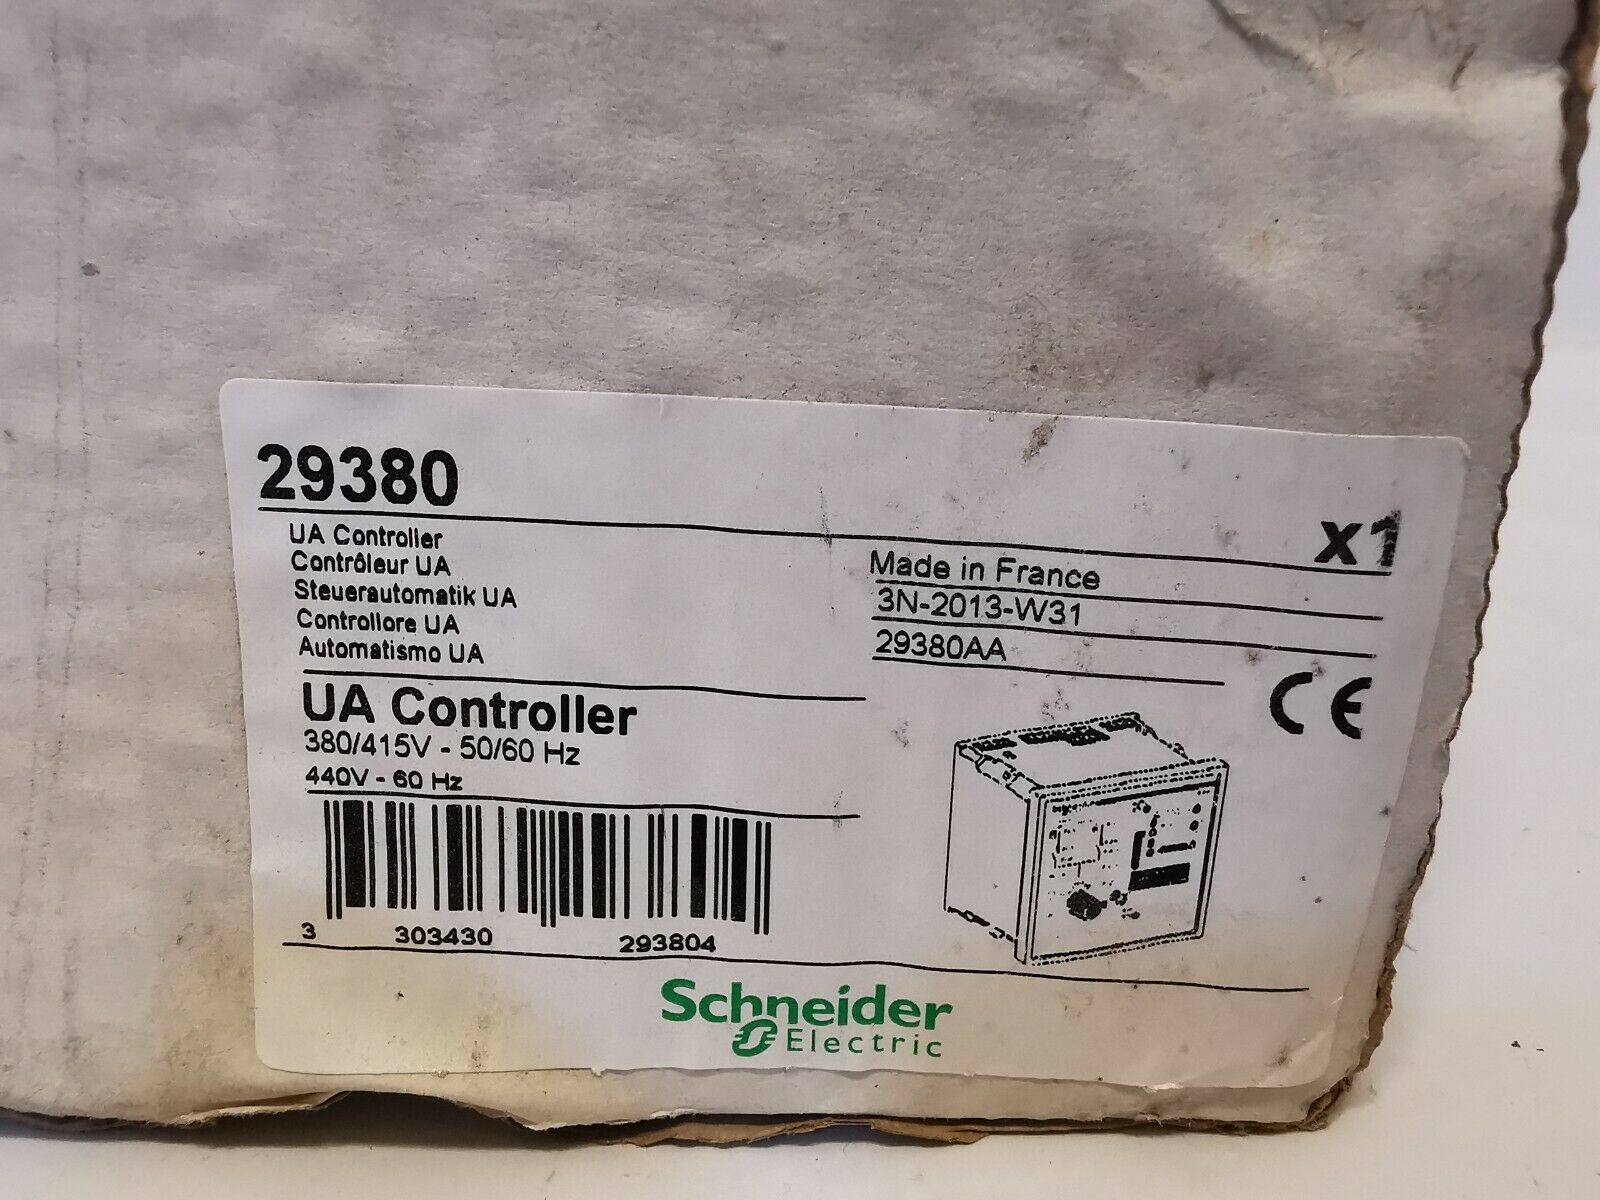 29380
x1
UA Controller
Contrôleur UA
Steuerautomatik UA
Controllore UA
Automatismo UA
Made in France
3N-2013-W31
29380AA
CE
UA Controller
380/415V - 50/60 Hz
440V - 60 Hz
3 303430 293804
Schneider
Electric